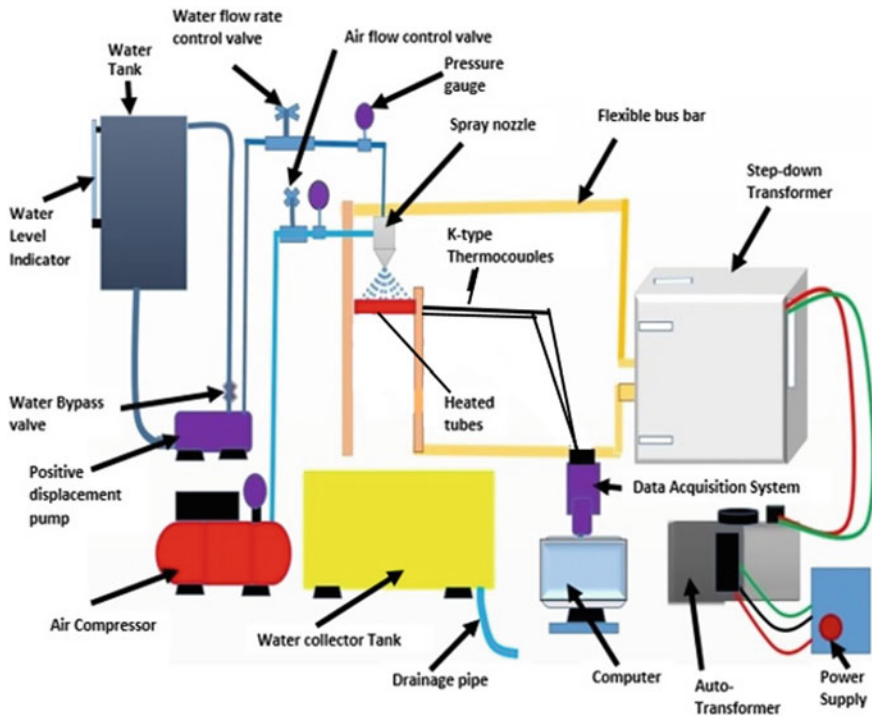 Water flow rate
control valve
Air flow control valve
Water
Tank
Pressure
gauge
Spray nozzle
Flexible bus bar
Step-down
Transformer
Water
Level
Indicator
K-type
Thermocouples
Water Bypass
valve
Heated
tubes
Positive
displacement
pump
Data Acquisition System
Air Compressor
Water collector Tank
Drainage pipe
Computer
Auto-
Transformer
Power
Supply